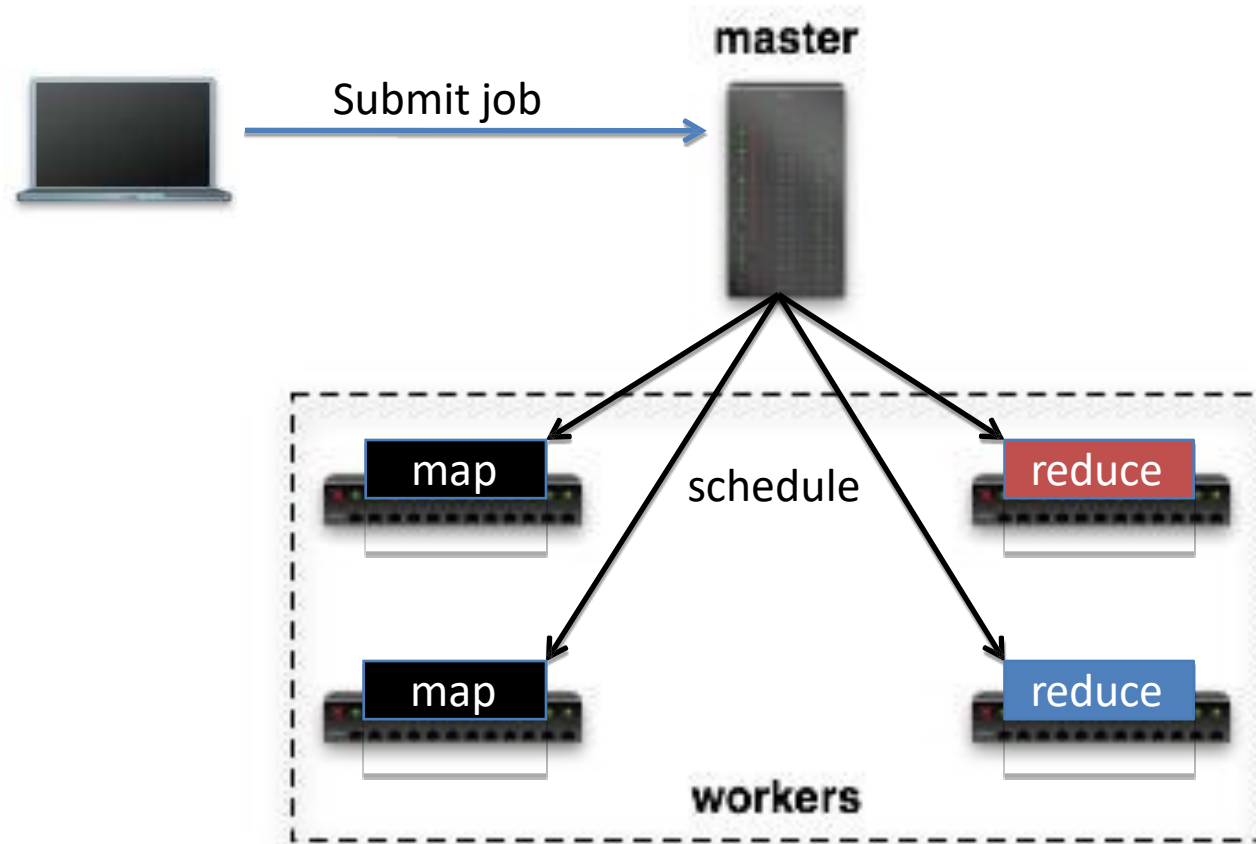 master
Submit job
map
schedule
reduce
map
reduce
workers